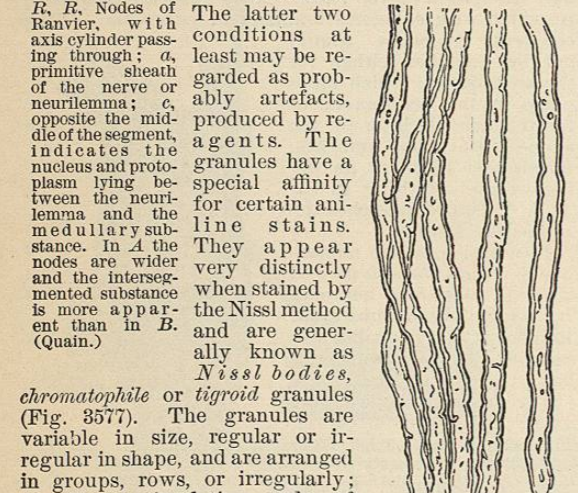 R, R, Nodes of
Ranvier, with
axis cylinder pass-
ing through; a,
primitive sheath
of the nerve or
neurilemma; c,
opposite the mid-
dle of the segment,
indicates the
nucleus and proto-
plasm lying be-
tween the neuri-
lemma and the
medullary sub-
stance. In A the
nodes are wider
and the interseg-
mented substance
is more appar-
ent than in B.
(Quain.)
The latter two
conditions at
least may be re-
garded as prob-
ably artefacts,
produced by re-
agents. The
granules have a
special affinity
for certain ani-
line stains.
They appear
very distinctly
when stained by
the Nissl method
and are gener-
ally known as
Nissl bodies,
chromatophile or tigroid granules
(Fig. 3577). The granules are
variable in size, regular or ir-
regular in shape, and are arranged
in groups, rows, or irregularly;